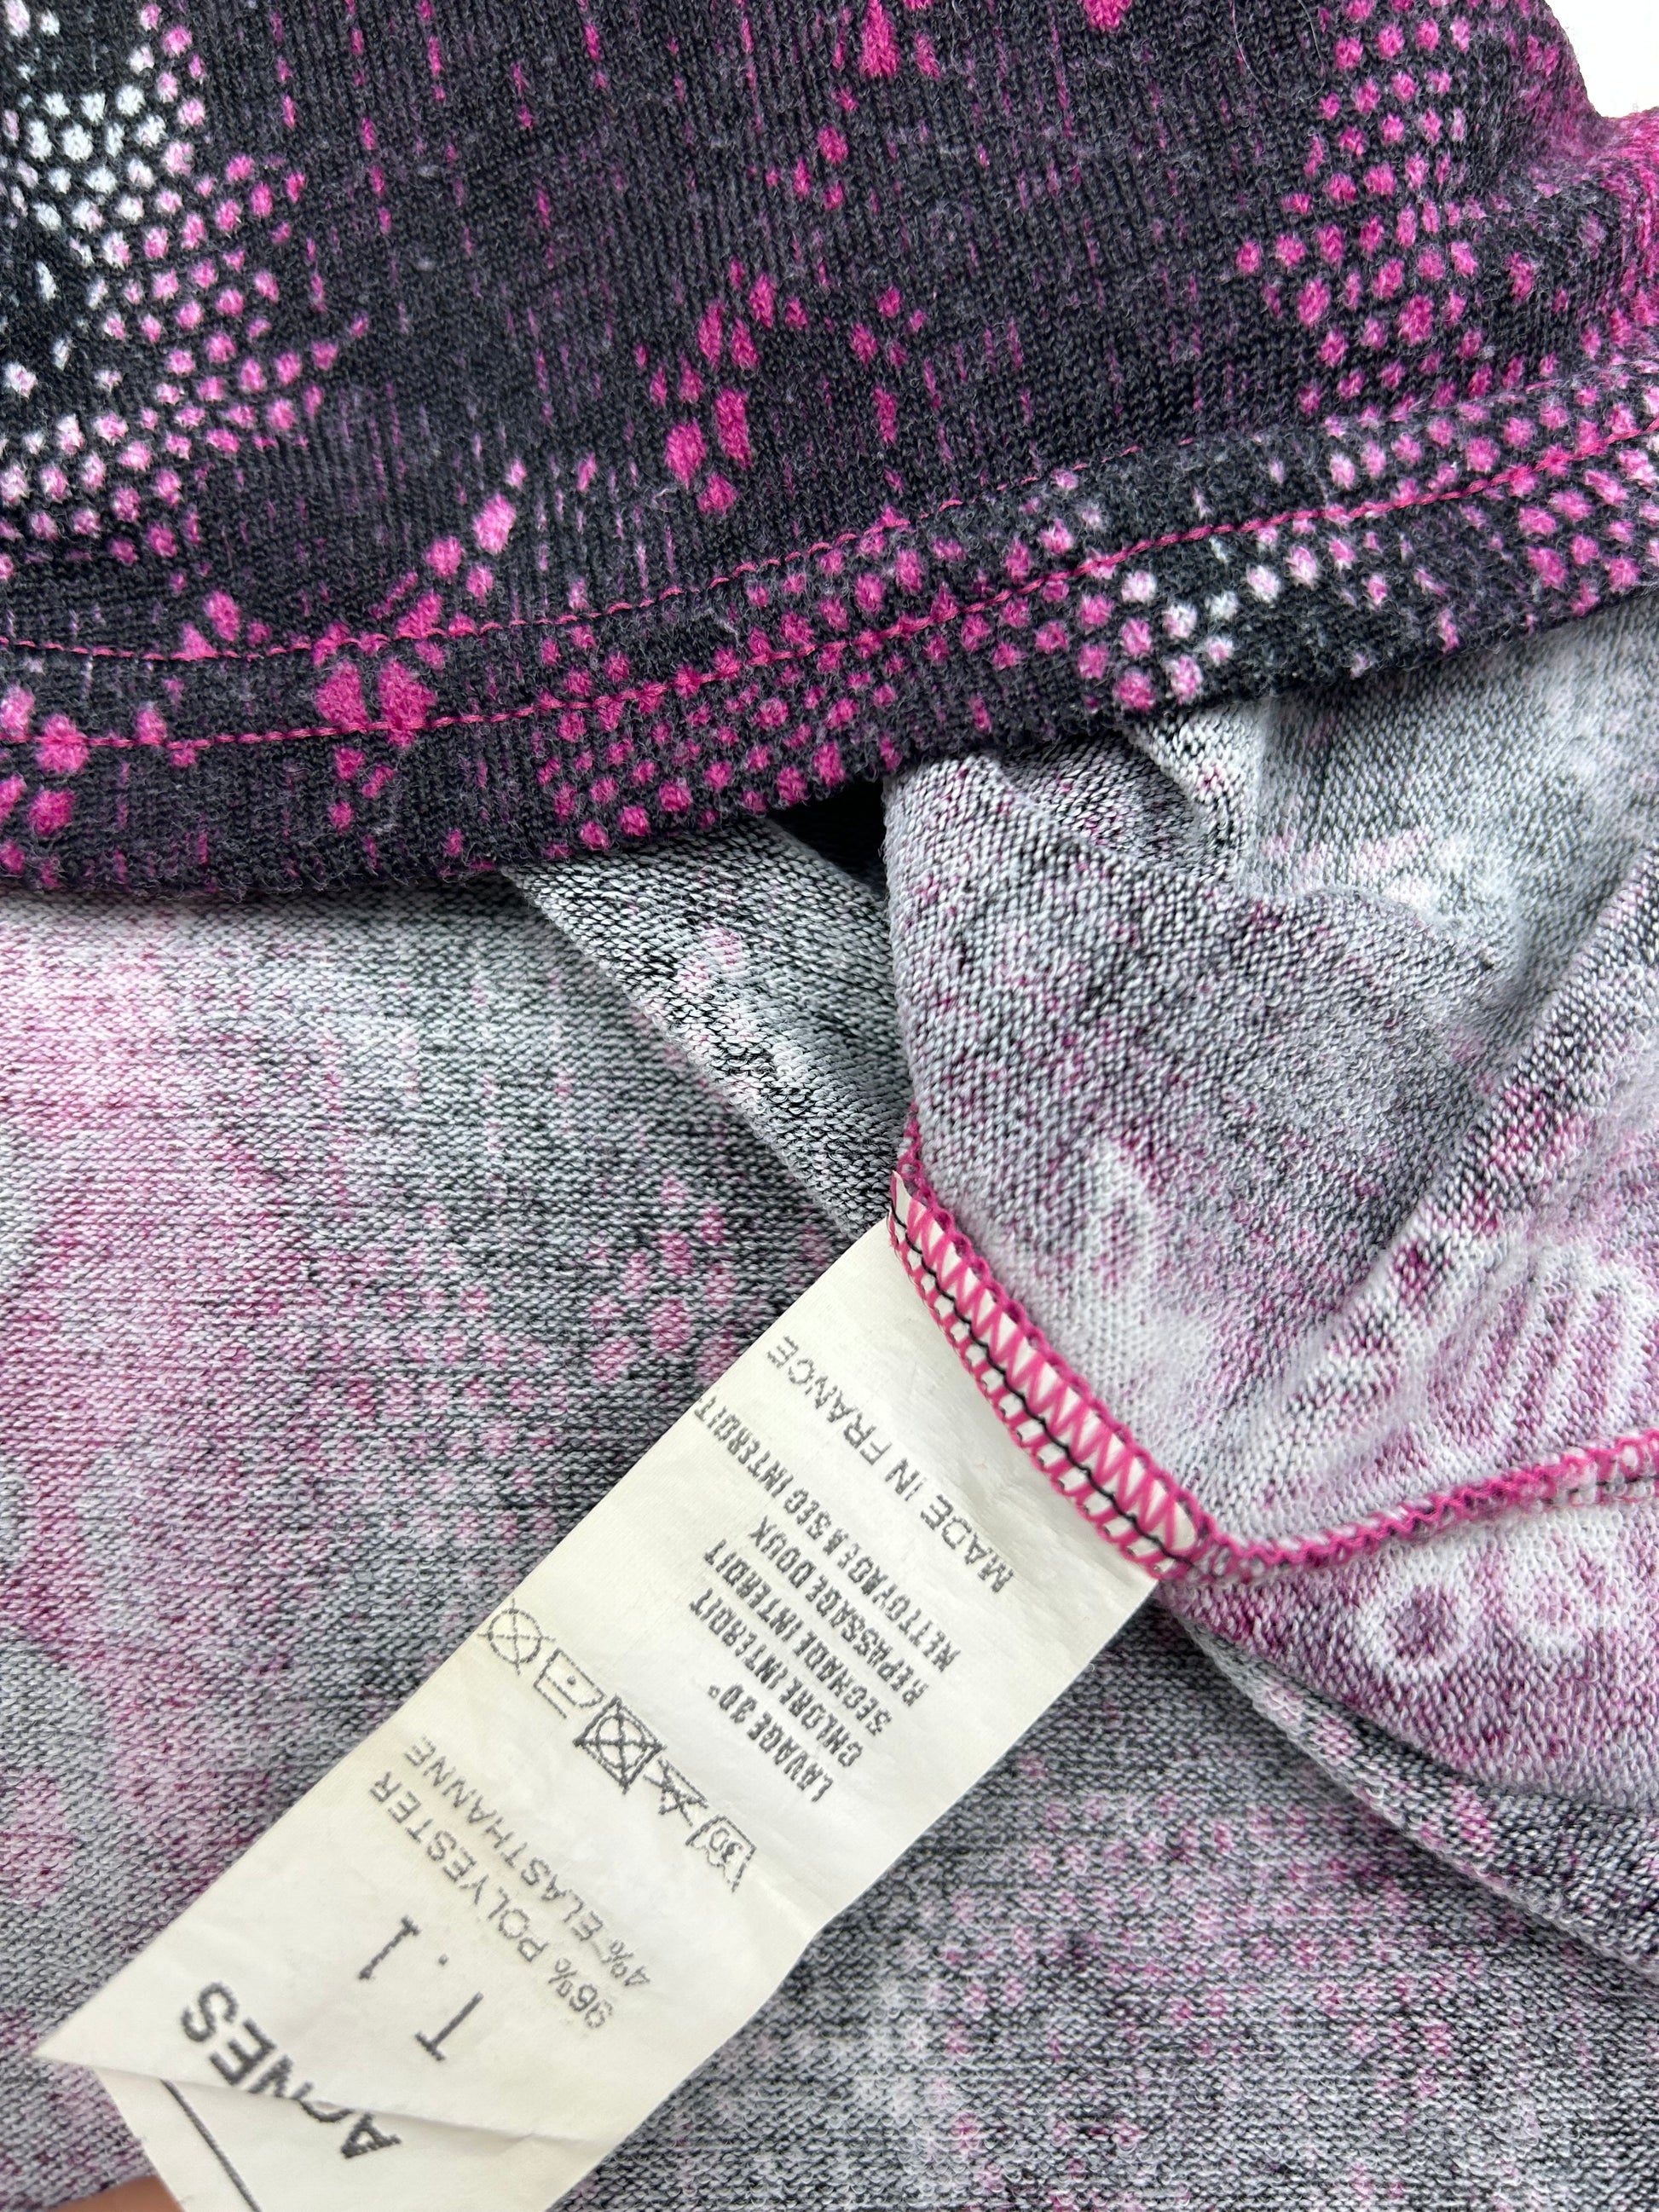 AGNES
T.1
96% POLYESTER
4% ELASTHANNE
30
LAVAGE 30°
CHLORE INTERDIT
SECHAGE INTERDIT
REPASSAGE DOUX
NETTOYAGE A SEC INTERDIT
MADE IN FRANCE